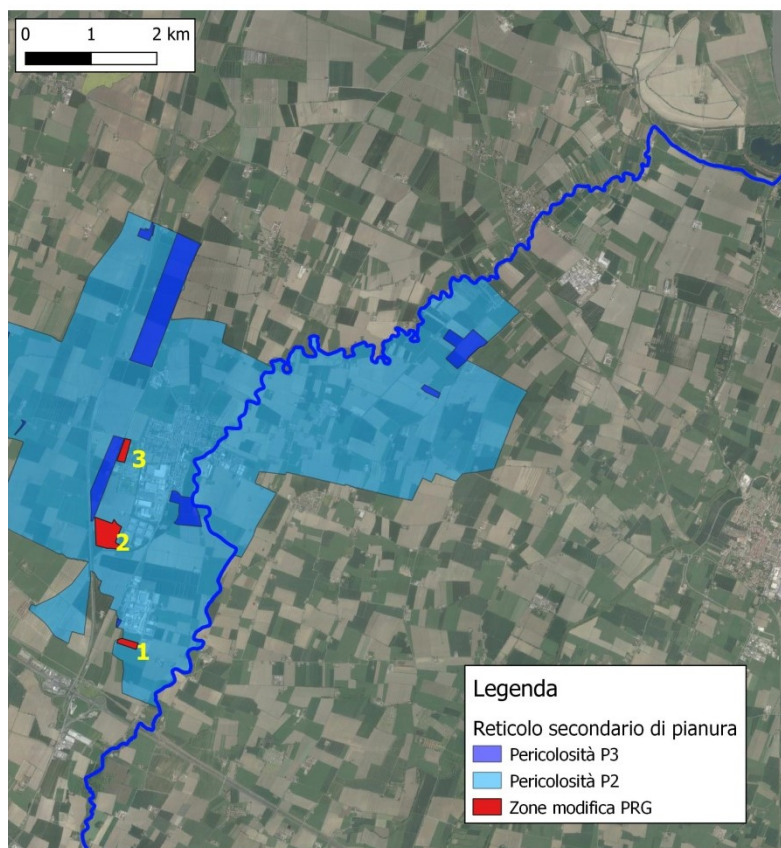 0 1 2 km
3
2
1
Legenda
Reticolo secondario di pianura
Pericolosità P3
Pericolosità P2
Zone modifica PRG